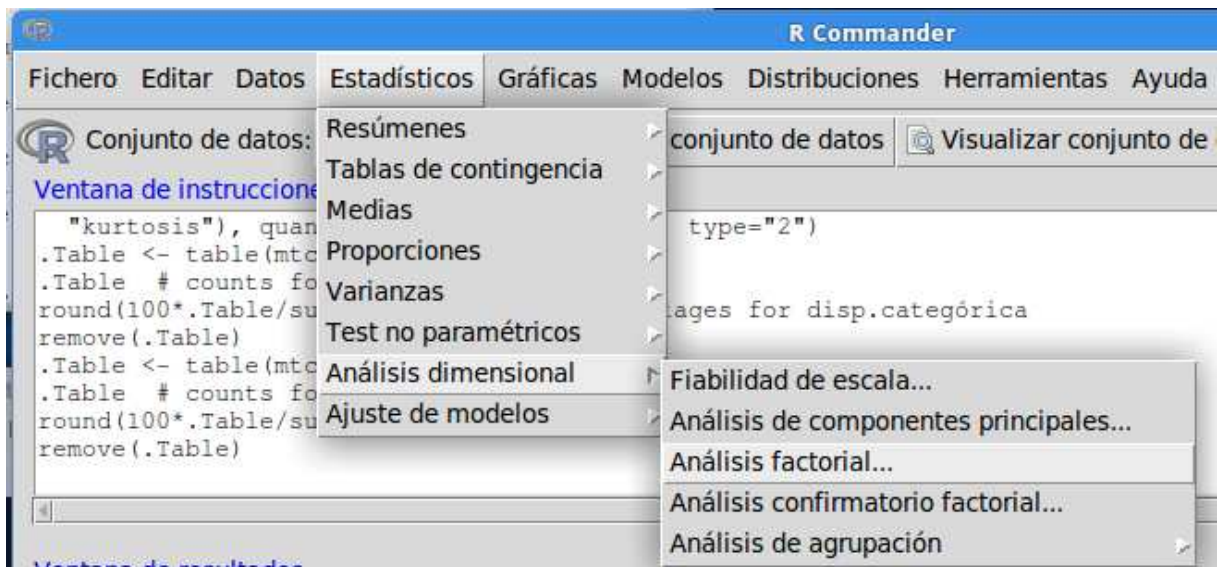 R Commander
Fichero Editar Datos Estadísticos Gráficas Modelos Distribuciones Herramientas Ayuda
Conjunto de datos: conjunto de datos Visualizar conjunto de
Ventana de instruccione
Resúmenes
Tablas de contingencia
Medias
Proporciones
Varianzas
Test no paramétricos
Análisis dimensional
Ajuste de modelos
Fiabilidad de escala...
Análisis de componentes principales...
Análisis factorial...
Análisis confirmatorio factorial...
Análisis de agrupación
"kurtosis"), quan type="2")
.Table <- table(mtc
.Table # counts fo
round(100*.Table/su ages for disp.categórica
remove(.Table)
.Table <- table(mtc
.Table # counts fo
round(100*.Table/su
remove(.Table)